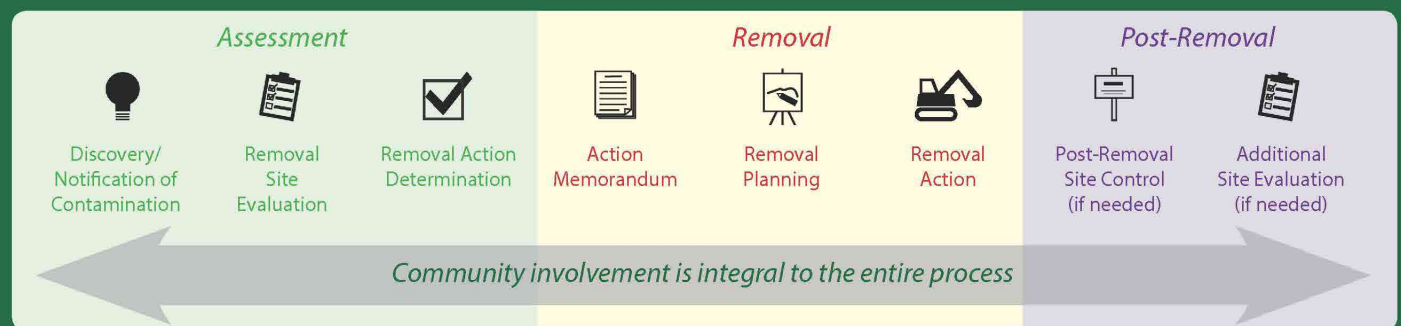 Assessment
Discovery/
Notification of
Contamination
Removal
Site
Evaluation
Removal Action
Determination
Removal
Action
Memorandum
Removal
Planning
Removal
Action
Post-Removal
Post-Removal
Site Control
(if needed)
Additional
Site Evaluation
(if needed)
Community involvement is integral to the entire process